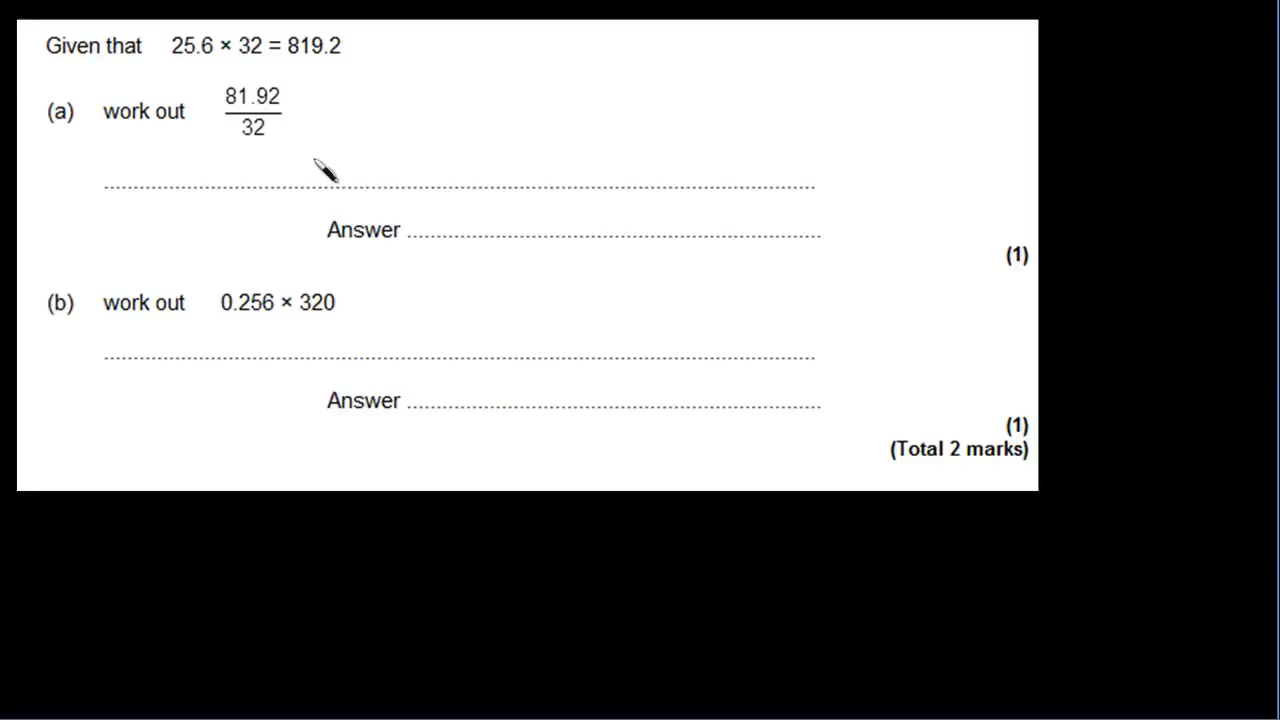 Given that 25.6 × 32 = 819.2
(a) work out 81.92
32
Answer
(1)
(b) work out 0.256 × 320
Answer
(1)
(Total 2 marks)